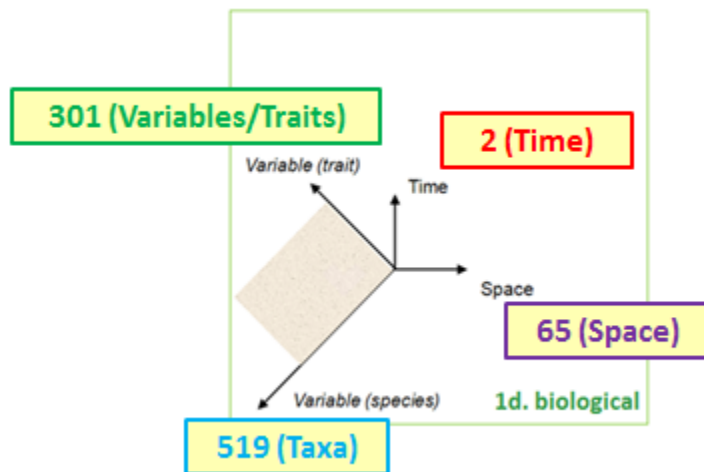 301 (Variables/Traits)
2 (Time)
Variable (trait)
Time
Space
65 (Space)
Variable (species)
1d. biological
519 (Taxa)